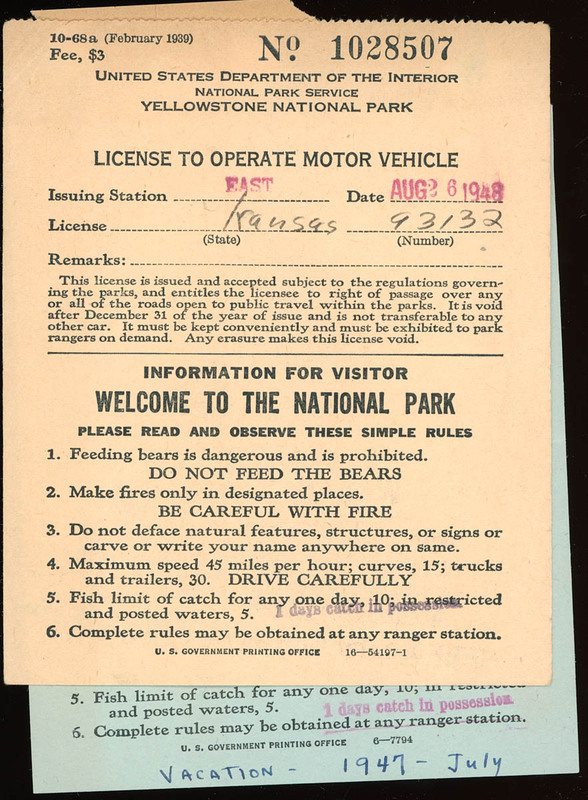 10-68a (February 1939)
Fee, $3
No. 1028507
UNITED STATES DEPARTMENT OF THE INTERIOR
NATIONAL PARK SERVICE
YELLOWSTONE NATIONAL PARK
LICENSE TO OPERATE MOTOR VEHICLE
Issuing Station EAST Date AUG 26 1948
License Kansas 93132
(State) (Number)
Remarks:
This license is issued and accepted subject to the regulations govern-
ing the parks, and entitles the licensee to right of passage over any
or all of the roads open to public travel within the parks. It is void
after December 31 of the year of issue and is not transferable to any
other car. It must be kept conveniently and must be exhibited to park
rangers on demand. Any erasure makes this license void.
INFORMATION FOR VISITOR
WELCOME TO THE NATIONAL PARK
PLEASE READ AND OBSERVE THESE SIMPLE RULES
1. Feeding bears is dangerous and is prohibited.
DO NOT FEED THE BEARS
2. Make fires only in designated places.
BE CAREFUL WITH FIRE
3. Do not deface natural features, structures, or signs or
carve or write your name anywhere on same.
4. Maximum speed 45 miles per hour; curves, 15; trucks
and trailers, 30. DRIVE CAREFULLY
5. Fish limit of catch for any one day, 10; in restricted
and posted waters, 5. 1 days catch in possession
6. Complete rules may be obtained at any ranger station.
U. S. GOVERNMENT PRINTING OFFICE 16—54197-1
5. Fish limit of catch for any one day, 10; in restricted
and posted waters, 5. 1 days catch in possession
6. Complete rules may be obtained at any ranger station.
U. S. GOVERNMENT PRINTING OFFICE 6—7794
VACATION - 1947 - July